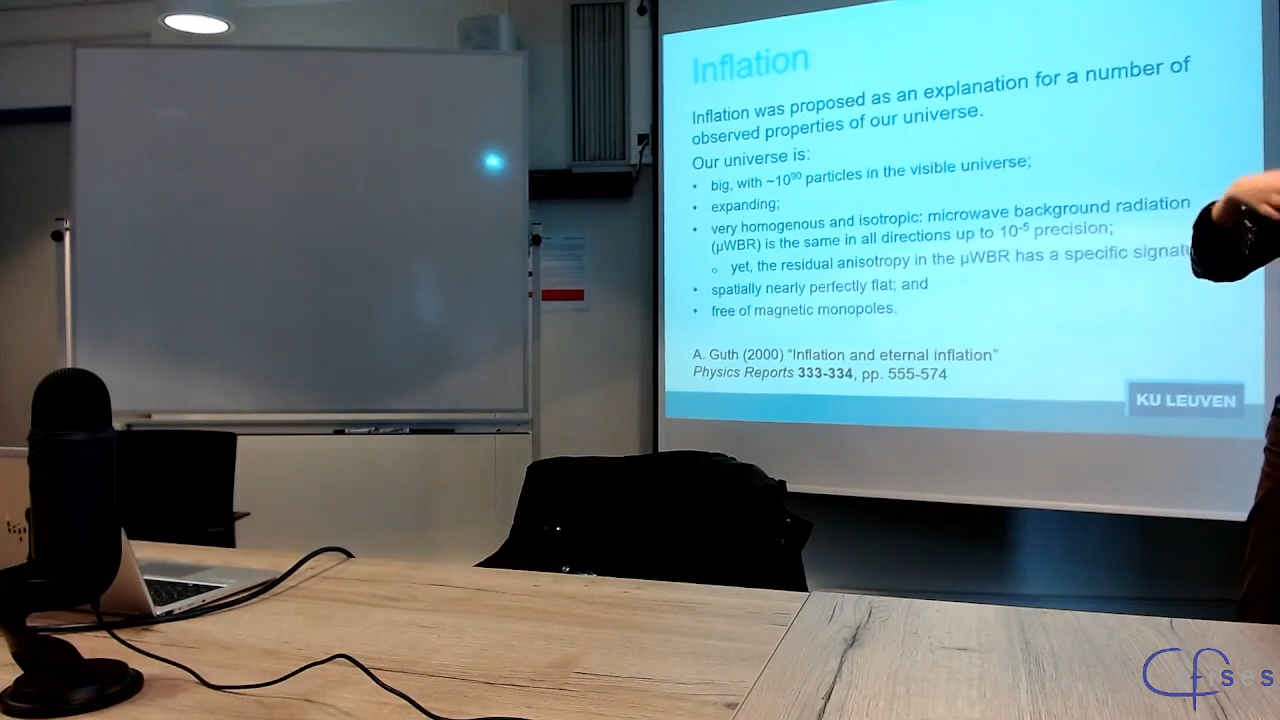 Inflation
Inflation was proposed as an explanation for a number of
observed properties of our universe.
Our universe is:
• big, with ~10⁹⁰ particles in the visible universe;
• expanding;
• very homogenous and isotropic: microwave background radiation
(µWBR) is the same in all directions up to 10⁻⁵ precision;
○ yet, the residual anisotropy in the µWBR has a specific signatu
• spatially nearly perfectly flat; and
• free of magnetic monopoles.
A. Guth (2000) “Inflation and eternal inflation”
Physics Reports 333-334, pp. 555-574
KU LEUVEN
hp
Cfses